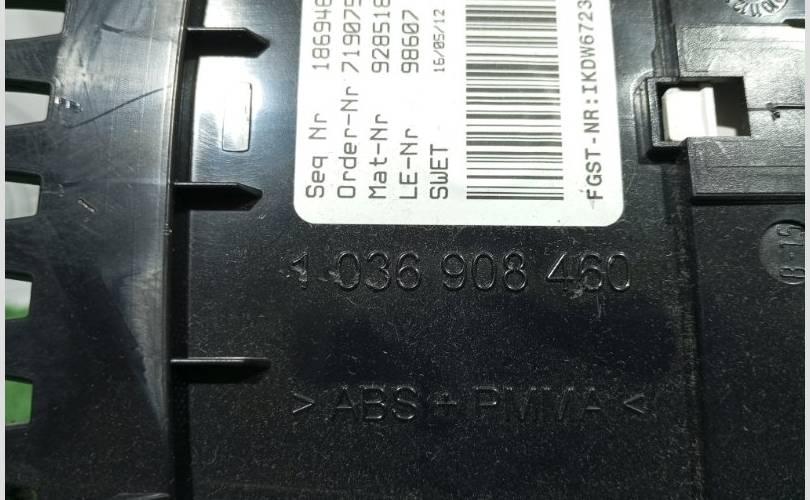 Seq Nr 186948
Order-Nr 719075
Mat-Nr 928518
LE-Nr 98607
SWET 16/05/12
FGST-NR:IKDW6723
1 036 908 460
> ABS + PMMA <